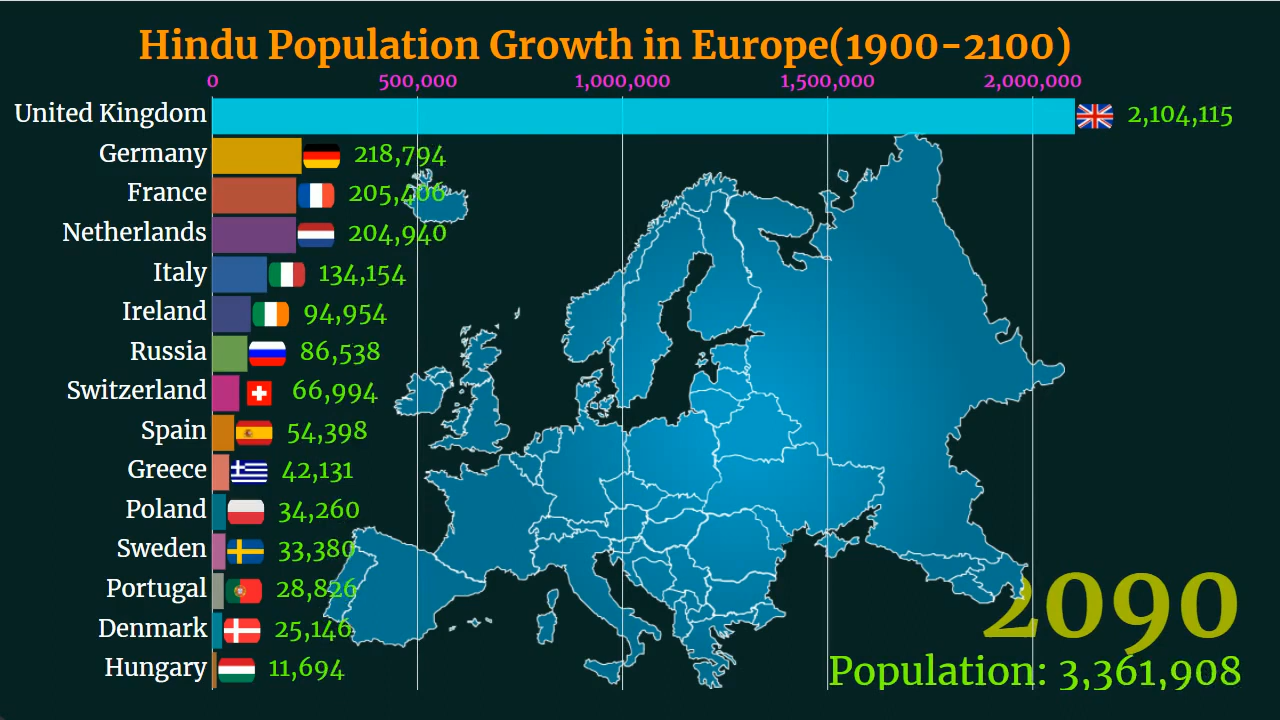 Hindu Population Growth in Europe(1900-2100)
0 500,000 1,000,000 1,500,000 2,000,000
United Kingdom 2,104,115
Germany 218,794
France 205,406
Netherlands 204,940
Italy 134,154
Ireland 94,954
Russia 86,538
Switzerland 66,994
Spain 54,398
Greece 42,131
Poland 34,260
Sweden 33,380
Portugal 28,826
Denmark 25,146
Hungary 11,694
2090
Population: 3,361,908